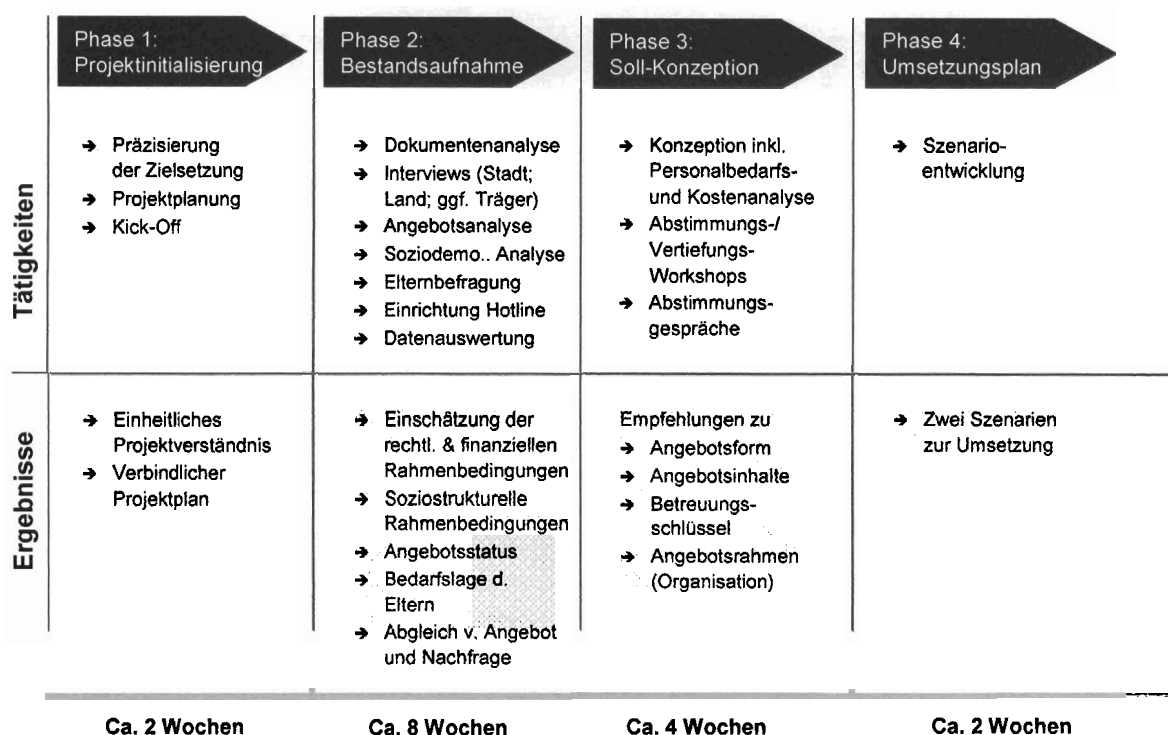 Phase 1:
Projektinitialisierung
Phase 2:
Bestandsaufnahme
Phase 3:
Soll-Konzeption
Phase 4:
Umsetzungsplan
Tätigkeiten
→ Präzisierung
der Zielsetzung
→ Projektplanung
→ Kick-Off
→ Dokumentenanalyse
→ Interviews (Stadt;
Land; ggf. Träger)
→ Angebotsanalyse
→ Soziodemo.. Analyse
→ Elternbefragung
→ Einrichtung Hotline
→ Datenauswertung
→ Konzeption inkl.
Personalbedarfs-
und Kostenanalyse
→ Abstimmungs-/
Vertiefungs-
Workshops
→ Abstimmungs-
gespräche
→ Szenario-
entwicklung
Ergebnisse
→ Einheitliches
Projektverständnis
→ Verbindlicher
Projektplan
→ Einschätzung der
rechtl. & finanziellen
Rahmenbedingungen
→ Soziostrukturelle
Rahmenbedingungen
→ Angebotsstatus
→ Bedarfslage d.
Eltern
→ Abgleich v. Angebot
und Nachfrage
Empfehlungen zu
→ Angebotsform
→ Angebotsinhalte
→ Betreuungs-
schlüssel
→ Angebotsrahmen
(Organisation)
→ Zwei Szenarien
zur Umsetzung
Ca. 2 Wochen
Ca. 8 Wochen
Ca. 4 Wochen
Ca. 2 Wochen